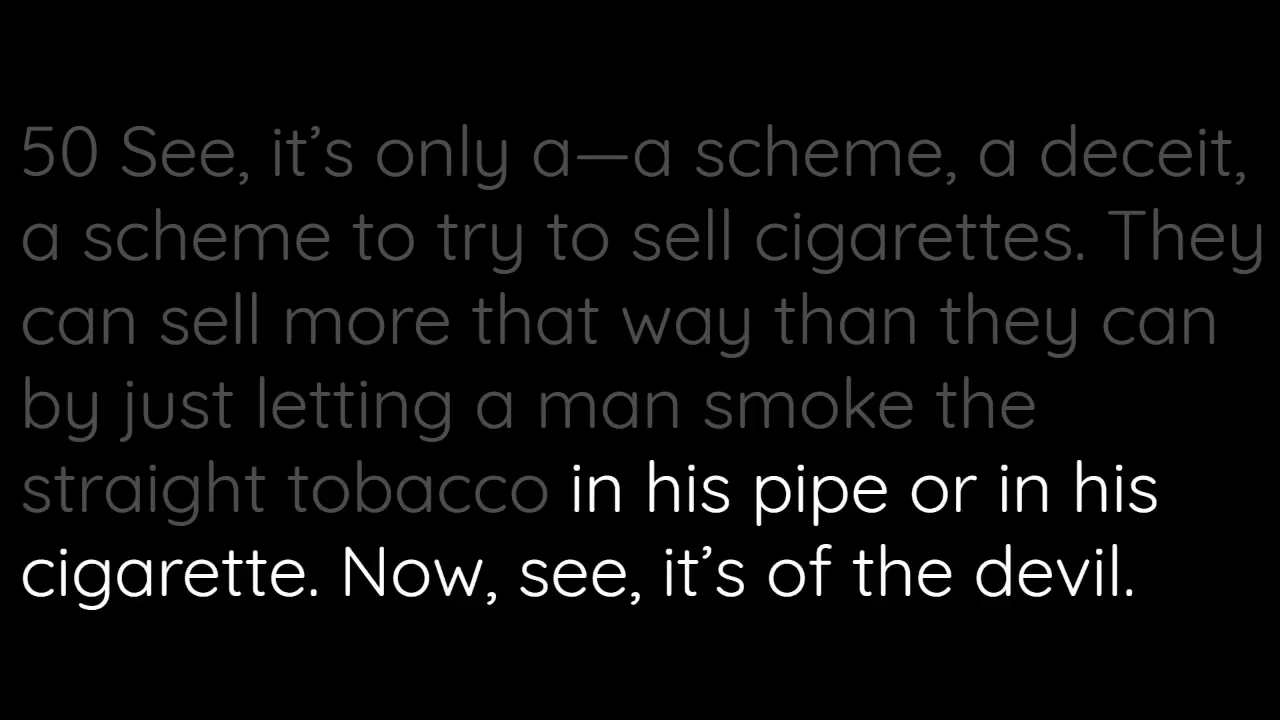 50 See, it’s only a—a scheme, a deceit,
a scheme to try to sell cigarettes. They
can sell more that way than they can
by just letting a man smoke the
straight tobacco in his pipe or in his
cigarette. Now, see, it’s of the devil.